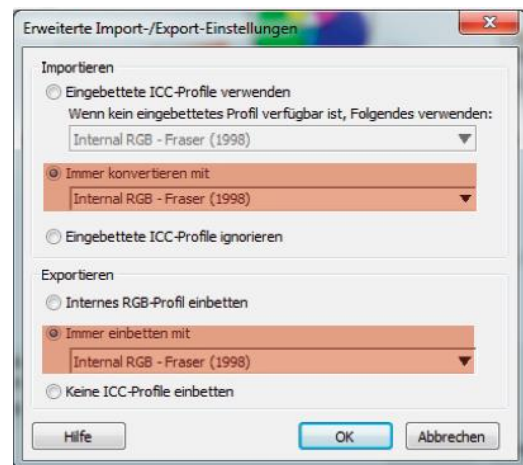 Erweiterte Import-/Export-Einstellungen
Importieren
Eingebettete ICC-Profile verwenden
Wenn kein eingebettetes Profil verfügbar ist, Folgendes verwenden:
Internal RGB - Fraser (1998)
Immer konvertieren mit
Internal RGB - Fraser (1998)
Eingebettete ICC-Profile ignorieren
Exportieren
Internes RGB-Profil einbetten
Immer einbetten mit
Internal RGB - Fraser (1998)
Keine ICC-Profile einbetten
Hilfe OK Abbrechen